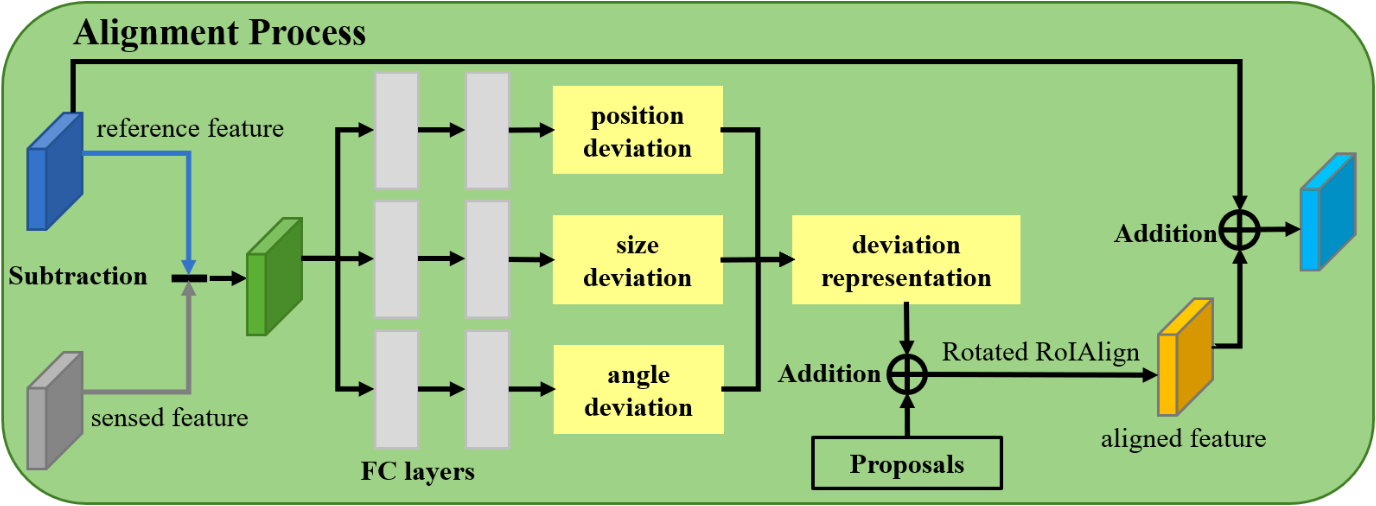 Alignment Process
reference feature
Subtraction
sensed feature
FC layers
position
deviation
size
deviation
angle
deviation
deviation
representation
Addition
Proposals
Rotated RoIAlign
aligned feature
Addition